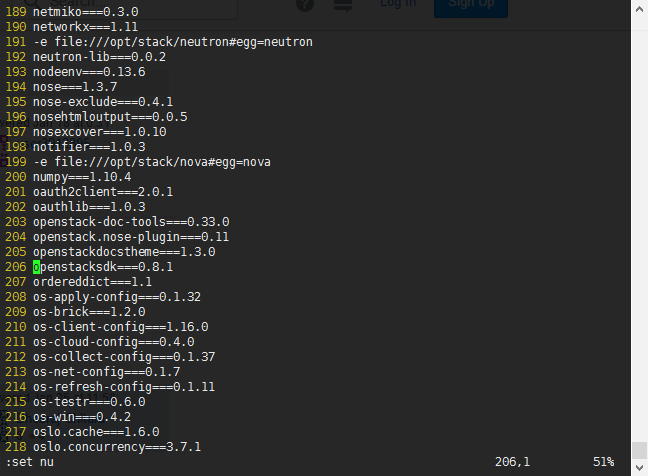 Search
Log In
Sign Up
189 netmiko===0.3.0
190 networkx===1.11
191 -e file:///opt/stack/neutron#egg=neutron
192 neutron-lib===0.0.2
193 nodeenv===0.13.6
194 nose===1.3.7
195 nose-exclude===0.4.1
196 nosehtmloutput===0.0.5
197 nosexcover===1.0.10
198 notifier===1.0.3
199 -e file:///opt/stack/nova#egg=nova
200 numpy===1.10.4
201 oauth2client===2.0.1
202 oauthlib===1.0.3
203 openstack-doc-tools===0.33.0
204 openstack.nose-plugin===0.11
205 openstackdocstheme===1.3.0
206 openstacksdk===0.8.1
207 ordereddict===1.1
208 os-apply-config===0.1.32
209 os-brick===1.2.0
210 os-client-config===1.16.0
211 os-cloud-config===0.4.0
212 os-collect-config===0.1.37
213 os-net-config===0.1.7
214 os-refresh-config===0.1.11
215 os-testr===0.6.0
216 os-win===0.4.2
217 oslo.cache===1.6.0
218 oslo.concurrency===3.7.1
:set nu 206,1 51%